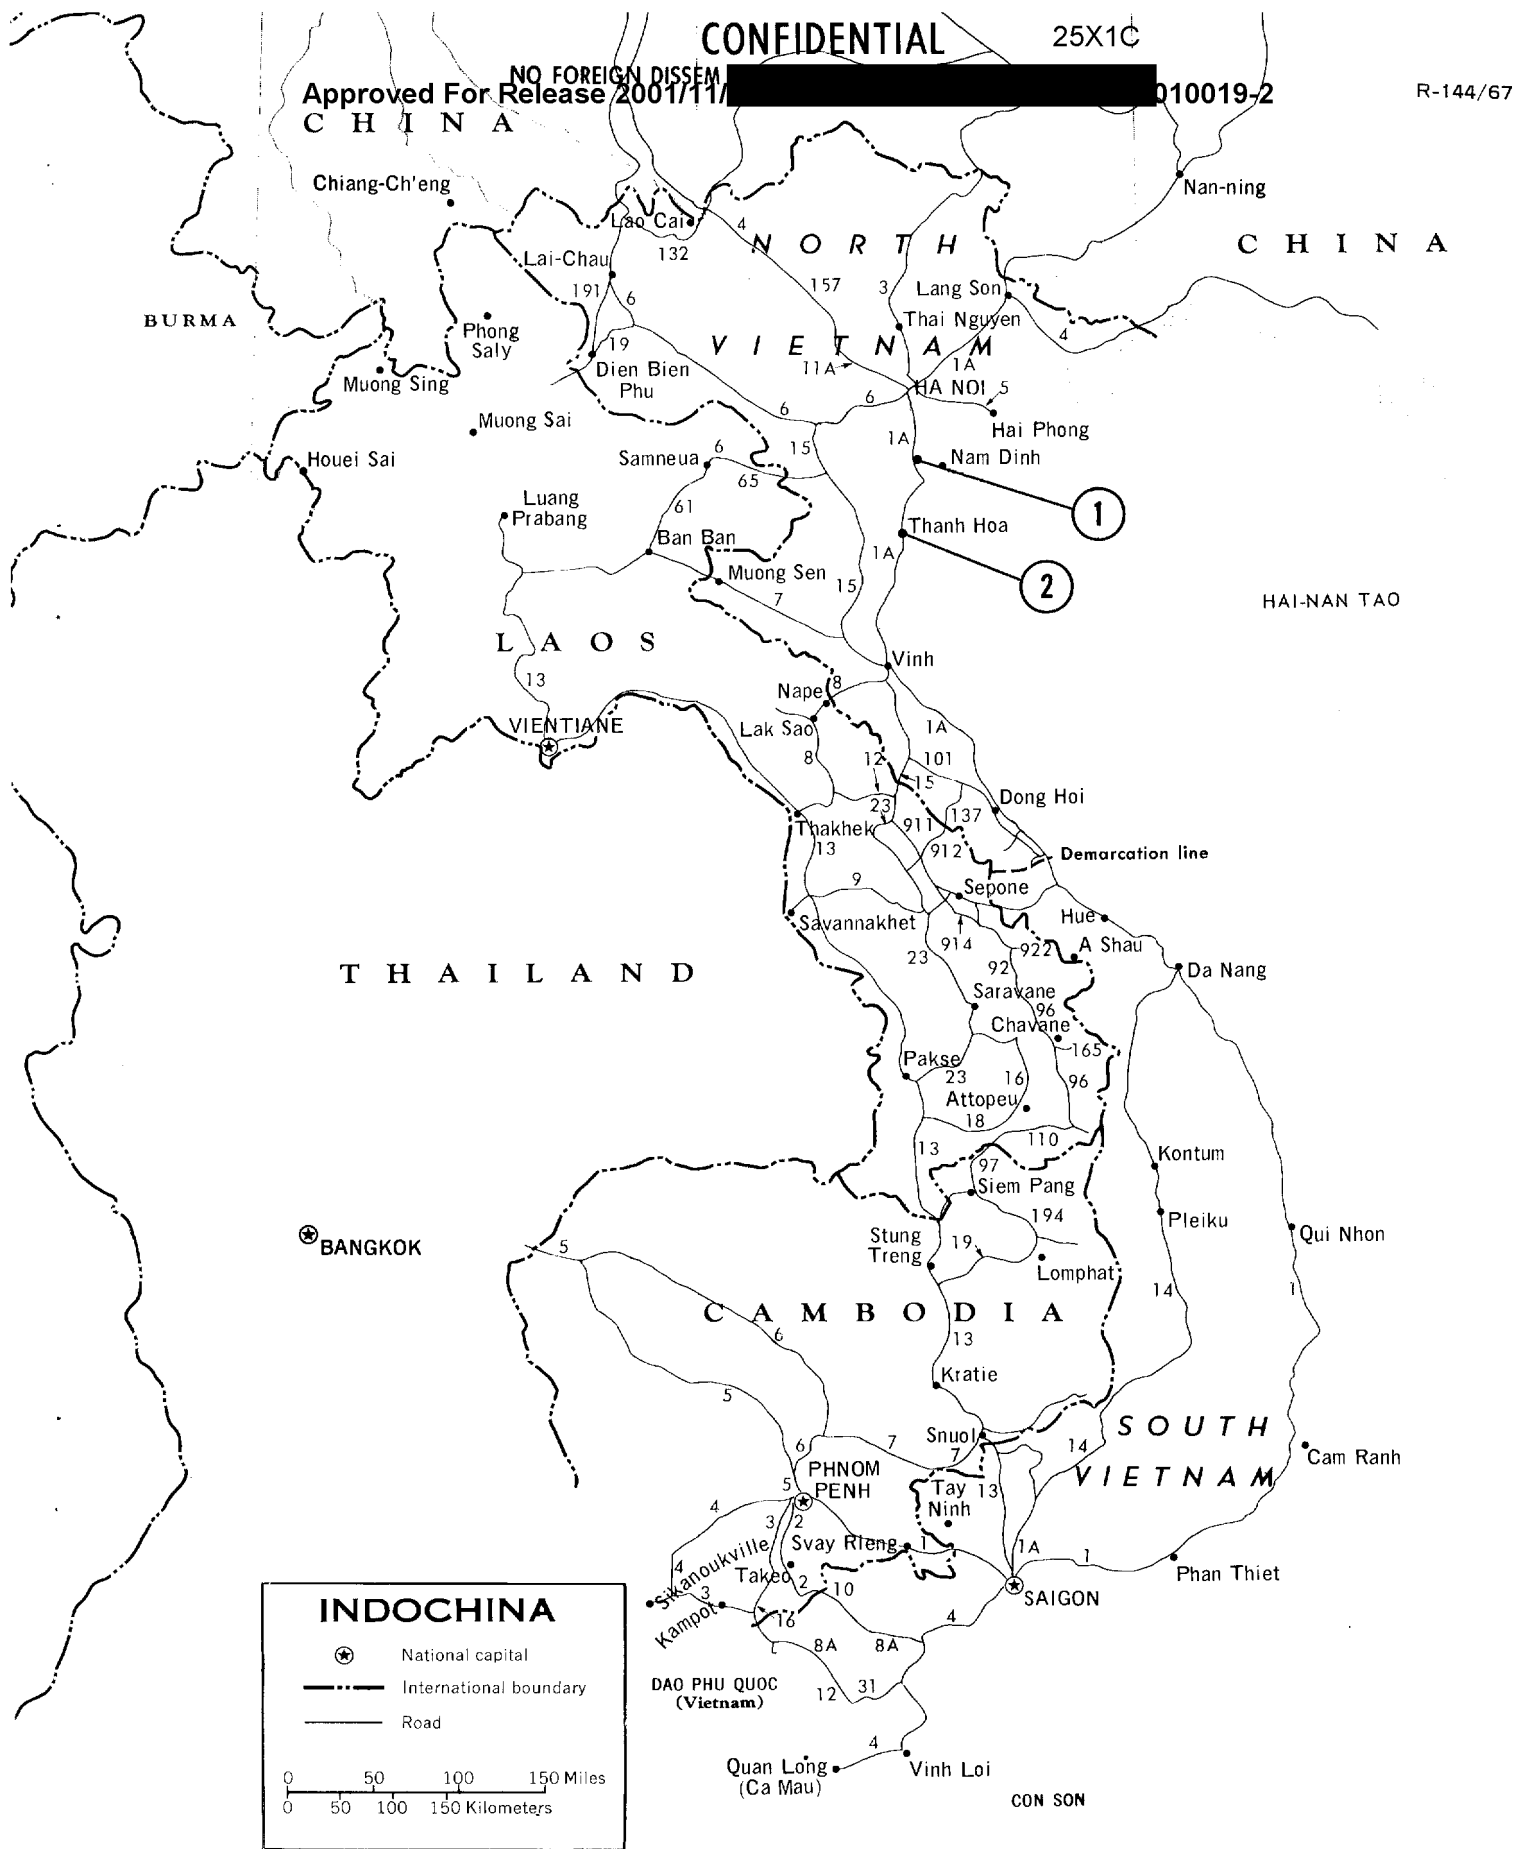 CONFIDENTIAL
25X1C
NO FOREIGN DISSEM
Approved For Release 2001/11/
010019-2
R-144/67
CHINA
Chiang-Ch'eng
Nan-ning
Lao Cai
4
NORTH
CHINA
132
Lai-Chau
157
191
6
3
Lang Son
BURMA
Phong
Saly
Thai Nguyen
4
19
VIETNAM
Dien Bien
Phu
11A
1A
Muong Sing
HA NOI
5
6
6
Hai Phong
Muong Sai
1A
15
6
Houei Sai
Samneua
Nam Dinh
65
Luang
Prabang
61
1
Thanh Hoa
Ban Ban
1A
Muong Sen
15
2
7
HAI-NAN TAO
LAOS
Vinh
13
8
Nape
VIENTIANE
Lak Sao
1A
8
12
101
15
Dong Hoi
23
137
Thakhek
911
13
912
Demarcation line
9
Sepone
Savannakhet
Hue
914
922
A Shau
23
92
THAILAND
Da Nang
Saravane
96
Chavane
165
Pakse
23
16
96
Attopeu
18
110
13
Kontum
97
Siem Pang
194
Pleiku
Stung
Treng
19
Qui Nhon
BANGKOK
5
Lomphat
14
1
CAMBODIA
6
13
Kratie
5
SOUTH
Snuol
6
7
7
14
Cam Ranh
PHNOM
PENH
VIETNAM
5
Tay
Ninh
13
4
3
2
Svay Rieng
1
1A
1
Sikanoukville
4
Takeo
2
Phan Thiet
10
3
SAIGON
Kampot
16
4
8A
8A
DAO PHU QUOC
(Vietnam)
12
31
4
Quan Long
(Ca Mau)
Vinh Loi
CON SON
INDOCHINA
National capital
International boundary
Road
0 50 100 150 Miles
0 50 100 150 Kilometers